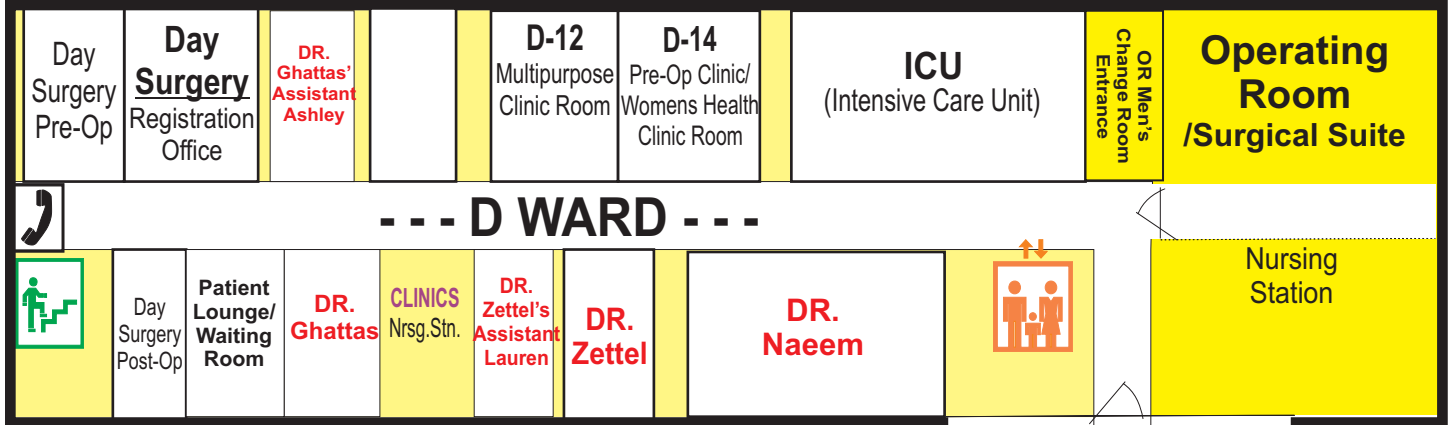 Day
Surgery
Pre-Op
Day
Surgery
Registration
Office
DR.
Ghattas'
Assistant
Ashley
D-12
Multipurpose
Clinic Room
D-14
Pre-Op Clinic/
Womens Health
Clinic Room
ICU
(Intensive Care Unit)
OR Men's
Change Room
Entrance
Operating
Room
/Surgical Suite
- - - D WARD - - -
Day
Surgery
Post-Op
Patient
Lounge/
Waiting
Room
DR.
Ghattas
CLINICS
Nrsg.Stn.
DR.
Zettel's
Assistant
Lauren
DR.
Zettel
DR.
Naeem
Nursing
Station